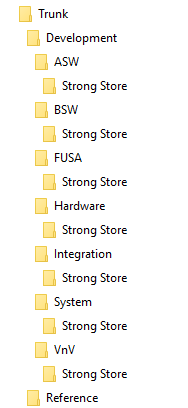 Trunk
Development
ASW
Strong Store
BSW
Strong Store
FUSA
Strong Store
Hardware
Strong Store
Integration
Strong Store
System
Strong Store
VnV
Strong Store
Reference